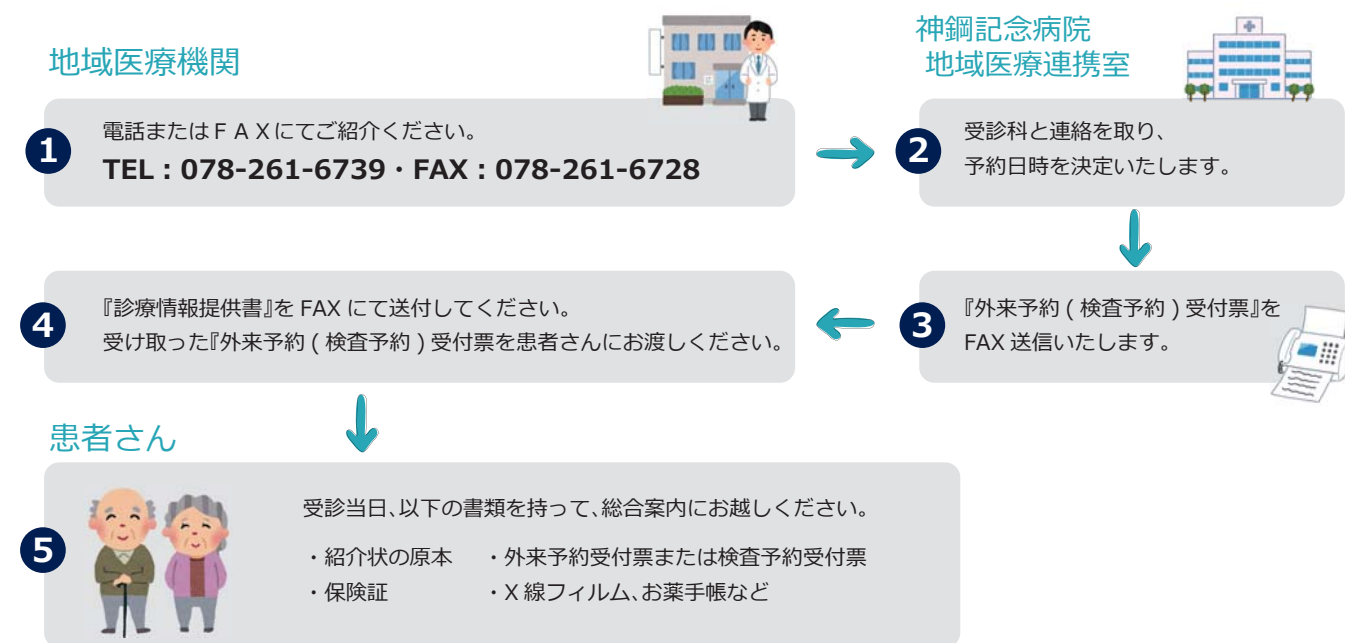 地域医療機関
❶
電話またはＦＡＸにてご紹介ください。
TEL：078-261-6739・FAX：078-261-6728
神鋼記念病院
地域医療連携室
❷
受診科と連絡を取り、
予約日時を決定いたします。
❸
『外来予約 ( 検査予約 ) 受付票』を
FAX 送信いたします。
❹
『診療情報提供書』を FAX にて送付してください。
受け取った『外来予約 ( 検査予約 ) 受付票を患者さんにお渡しください。
患者さん
❺
受診当日、以下の書類を持って、総合案内にお越しください。
・紹介状の原本　・外来予約受付票または検査予約受付票
・保険証　・X 線フィルム、お薬手帳など